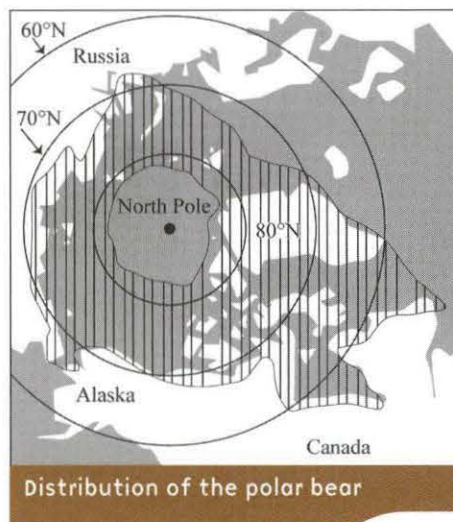 60°N
Russia
70°N
North Pole
80°N
Alaska
Canada
Distribution of the polar bear